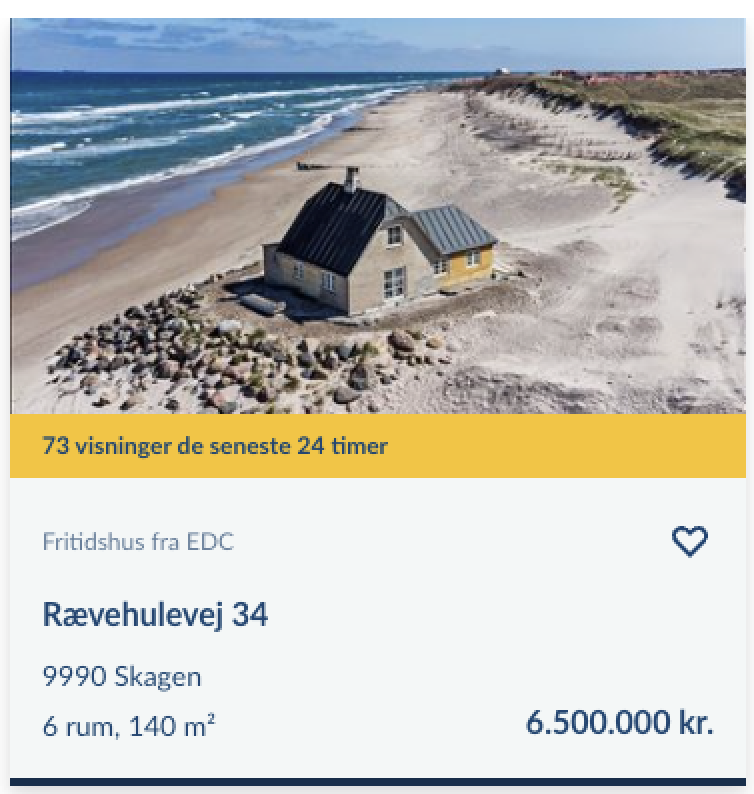 73 visninger de seneste 24 timer
Fritidshus fra EDC
Rævehulevej 34
9990 Skagen
6 rum, 140 m²
6.500.000 kr.